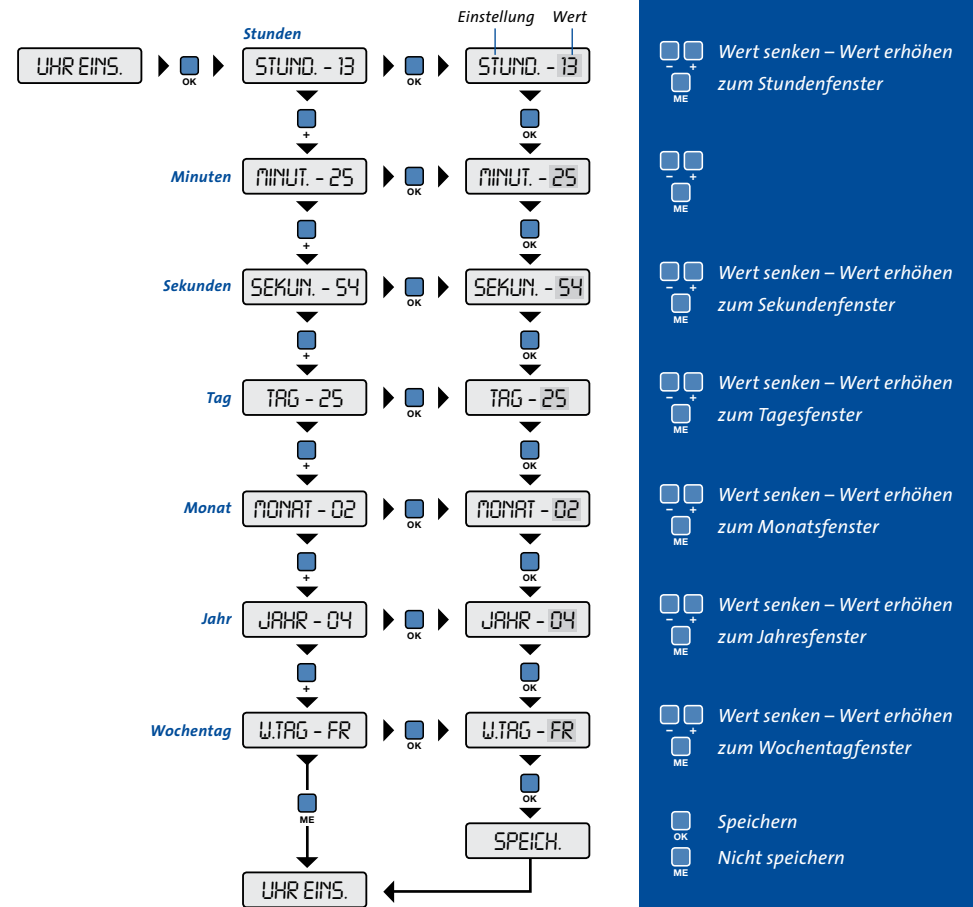 Einstellung Wert
Stunden
UHR EINS. OK STUND. - 13 OK STUND. - 13
+ OK
Minuten MINUT. - 25 OK MINUT. - 25
+ OK
Sekunden SEKUN. - 54 OK SEKUN. - 54
+ OK
Tag TAG - 25 OK TAG - 25
+ OK
Monat MONAT - 02 OK MONAT - 02
+ OK
Jahr JAHR - 04 OK JAHR - 04
+ OK
Wochentag W.TAG - FR OK W.TAG - FR
ME OK
SPEICH.
UHR EINS.
Wert senken – Wert erhöhen
– +
zum Stundenfenster
ME
– +
ME
Wert senken – Wert erhöhen
– +
zum Sekundenfenster
ME
Wert senken – Wert erhöhen
– +
zum Tagesfenster
ME
Wert senken – Wert erhöhen
– +
zum Monatsfenster
ME
Wert senken – Wert erhöhen
– +
zum Jahresfenster
ME
Wert senken – Wert erhöhen
– +
zum Wochentagfenster
ME
Speichern
OK
Nicht speichern
ME